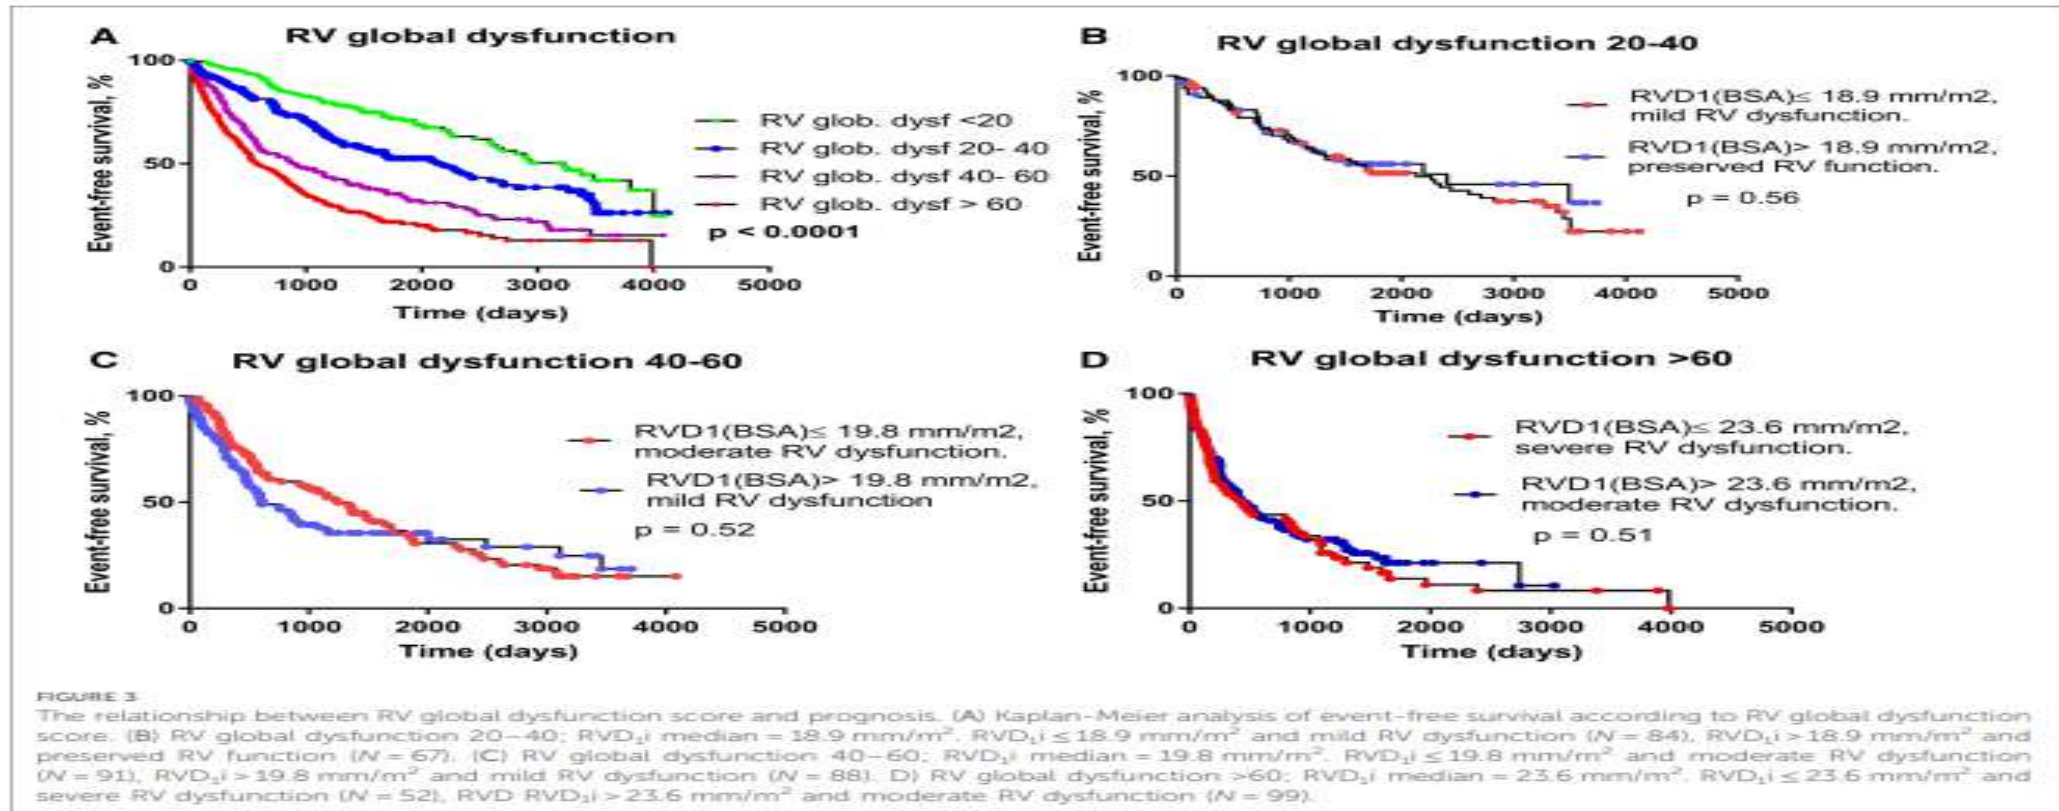 A RV global dysfunction
Event-free survival, %
100
50
0
0 1000 2000 3000 4000 5000
Time (days)
RV glob. dysf <20
RV glob. dysf 20- 40
RV glob. dysf 40- 60
RV glob. dysf > 60
p < 0.0001
B RV global dysfunction 20-40
Event-free survival, %
100
50
0
0 1000 2000 3000 4000 5000
Time (days)
RVD1(BSA)≤ 18.9 mm/m2,
mild RV dysfunction.
RVD1(BSA)> 18.9 mm/m2,
preserved RV function.
p = 0.56
C RV global dysfunction 40-60
Event-free survival, %
100
50
0
0 1000 2000 3000 4000 5000
Time (days)
RVD1(BSA)≤ 19.8 mm/m2,
moderate RV dysfunction.
RVD1(BSA)> 19.8 mm/m2,
mild RV dysfunction
p = 0.52
D RV global dysfunction >60
Event-free survival, %
100
50
0
0 1000 2000 3000 4000 5000
Time (days)
RVD1(BSA)≤ 23.6 mm/m2,
severe RV dysfunction.
RVD1(BSA)> 23.6 mm/m2,
moderate RV dysfunction.
p = 0.51
FIGURE 3
The relationship between RV global dysfunction score and prognosis. (A) Kaplan-Meier analysis of event-free survival according to RV global dysfunction
score. (B) RV global dysfunction 20–40; RVD₁i median = 18.9 mm/m². RVD₁i ≤ 18.9 mm/m² and mild RV dysfunction (N = 84), RVD₁i > 18.9 mm/m² and
preserved RV function (N = 67). (C) RV global dysfunction 40–60; RVD₁i median = 19.8 mm/m². RVD₁i ≤ 19.8 mm/m² and moderate RV dysfunction
(N = 91), RVD₁i > 19.8 mm/m² and mild RV dysfunction (N = 88). D) RV global dysfunction >60; RVD₁i median = 23.6 mm/m². RVD₁i ≤ 23.6 mm/m² and
severe RV dysfunction (N = 52), RVD RVD₁i > 23.6 mm/m² and moderate RV dysfunction (N = 99).